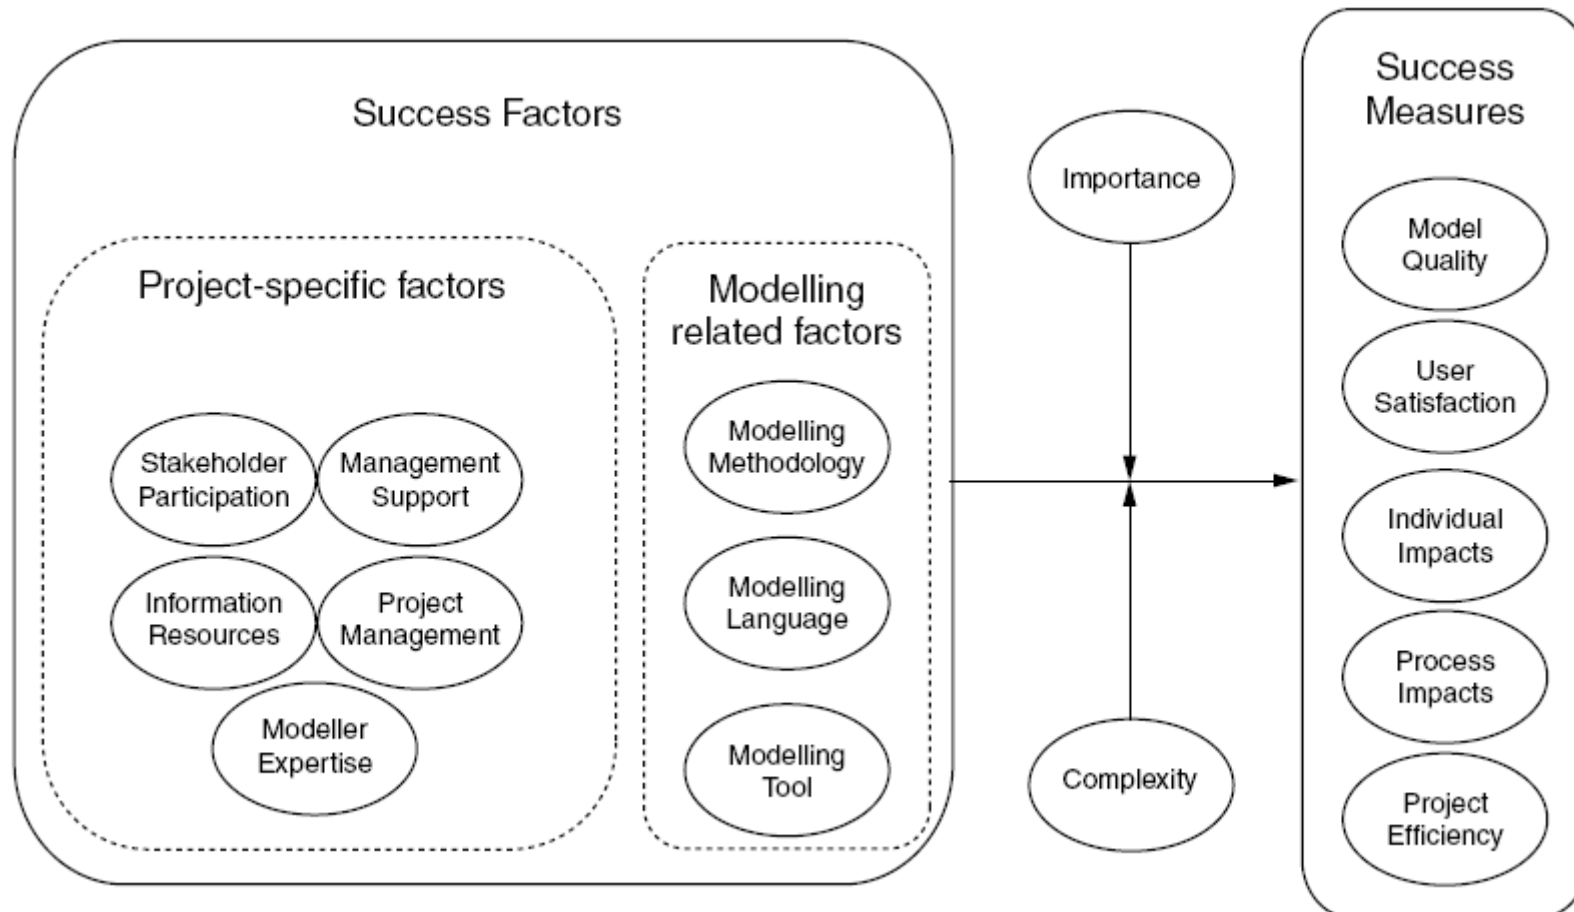 Success Factors
Project-specific factors
Stakeholder
Participation
Management
Support
Information
Resources
Project
Management
Modeller
Expertise
Modelling
related factors
Modelling
Methodology
Modelling
Language
Modelling
Tool
Importance
Complexity
Success
Measures
Model
Quality
User
Satisfaction
Individual
Impacts
Process
Impacts
Project
Efficiency